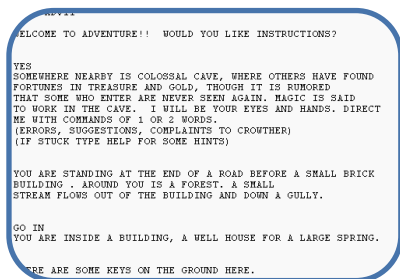 WELCOME TO ADVENTURE!! WOULD YOU LIKE INSTRUCTIONS?
YES
SOMEWHERE NEARBY IS COLOSSAL CAVE, WHERE OTHERS HAVE FOUND
FORTUNES IN TREASURE AND GOLD, THOUGH IT IS RUMORED
THAT SOME WHO ENTER ARE NEVER SEEN AGAIN. MAGIC IS SAID
TO WORK IN THE CAVE. I WILL BE YOUR EYES AND HANDS. DIRECT
ME WITH COMMANDS OF 1 OR 2 WORDS.
(ERRORS, SUGGESTIONS, COMPLAINTS TO CROWTHER)
(IF STUCK TYPE HELP FOR SOME HINTS)
YOU ARE STANDING AT THE END OF A ROAD BEFORE A SMALL BRICK
BUILDING . AROUND YOU IS A FOREST. A SMALL
STREAM FLOWS OUT OF THE BUILDING AND DOWN A GULLY.
GO IN
YOU ARE INSIDE A BUILDING, A WELL HOUSE FOR A LARGE SPRING.
ARE SOME KEYS ON THE GROUND HERE.